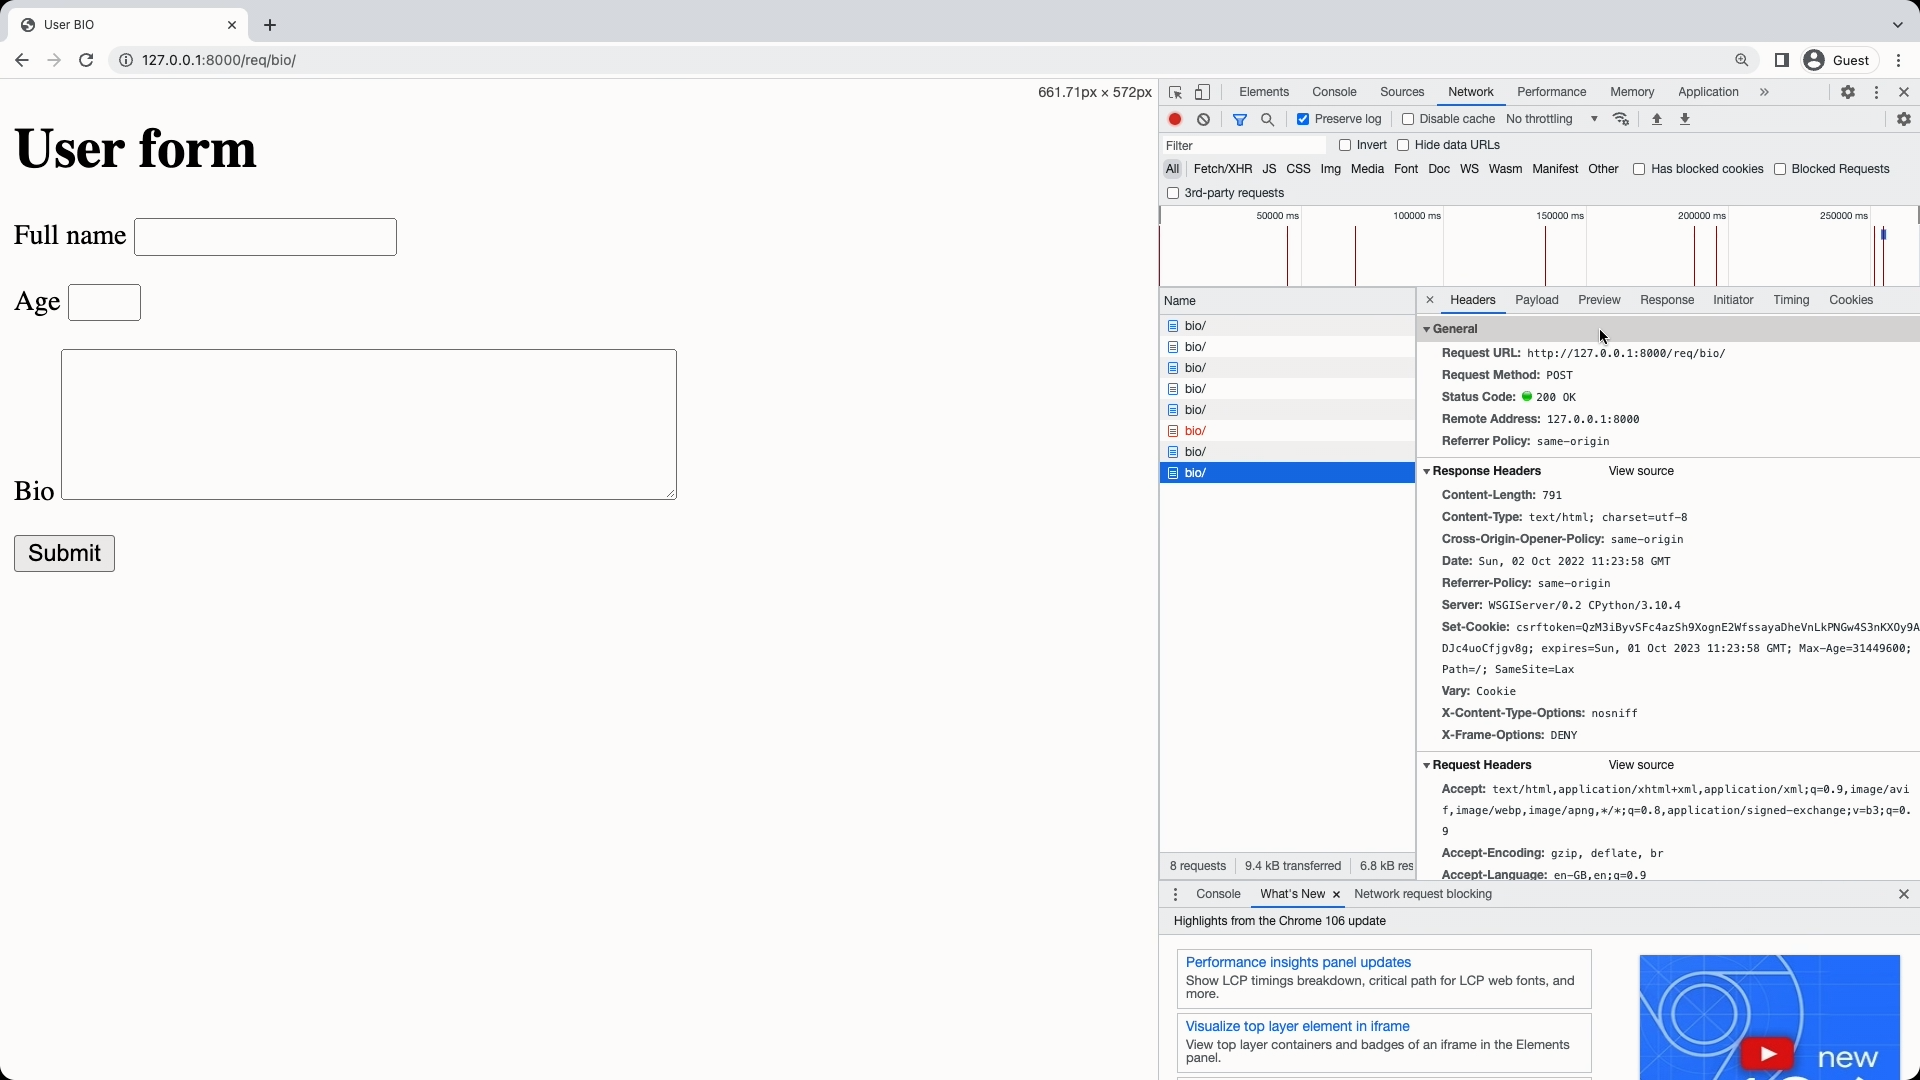 User BIO
127.0.0.1:8000/req/bio/
Guest
661.71px × 572px
User form
Full name
Age
Bio
Submit
Elements Console Sources Network Performance Memory Application
Preserve log Disable cache No throttling
Filter Invert Hide data URLs
All Fetch/XHR JS CSS Img Media Font Doc WS Wasm Manifest Other Has blocked cookies Blocked Requests
3rd-party requests
50000 ms 100000 ms 150000 ms 200000 ms 250000 ms
Name
bio/
bio/
bio/
bio/
bio/
bio/
bio/
bio/
8 requests 9.4 kB transferred 6.8 kB res
Headers Payload Preview Response Initiator Timing Cookies
General
Request URL: http://127.0.0.1:8000/req/bio/
Request Method: POST
Status Code: 200 OK
Remote Address: 127.0.0.1:8000
Referrer Policy: same-origin
Response Headers View source
Content-Length: 791
Content-Type: text/html; charset=utf-8
Cross-Origin-Opener-Policy: same-origin
Date: Sun, 02 Oct 2022 11:23:58 GMT
Referrer-Policy: same-origin
Server: WSGIServer/0.2 CPython/3.10.4
Set-Cookie: csrftoken=QzM3iByvSFc4azSh9XognE2WfssayaDheVnLkPNGw4S3nKXOy9A
DJc4uoCfjgv8g; expires=Sun, 01 Oct 2023 11:23:58 GMT; Max-Age=31449600;
Path=/; SameSite=Lax
Vary: Cookie
X-Content-Type-Options: nosniff
X-Frame-Options: DENY
Request Headers View source
Accept: text/html,application/xhtml+xml,application/xml;q=0.9,image/avi
f,image/webp,image/apng,*/*;q=0.8,application/signed-exchange;v=b3;q=0.
9
Accept-Encoding: gzip, deflate, br
Accept-Language: en-GB,en;q=0.9
Console What's New Network request blocking
Highlights from the Chrome 106 update
Performance insights panel updates
Show LCP timings breakdown, critical path for LCP web fonts, and
more.
Visualize top layer element in iframe
View top layer containers and badges of an iframe in the Elements
panel.
new